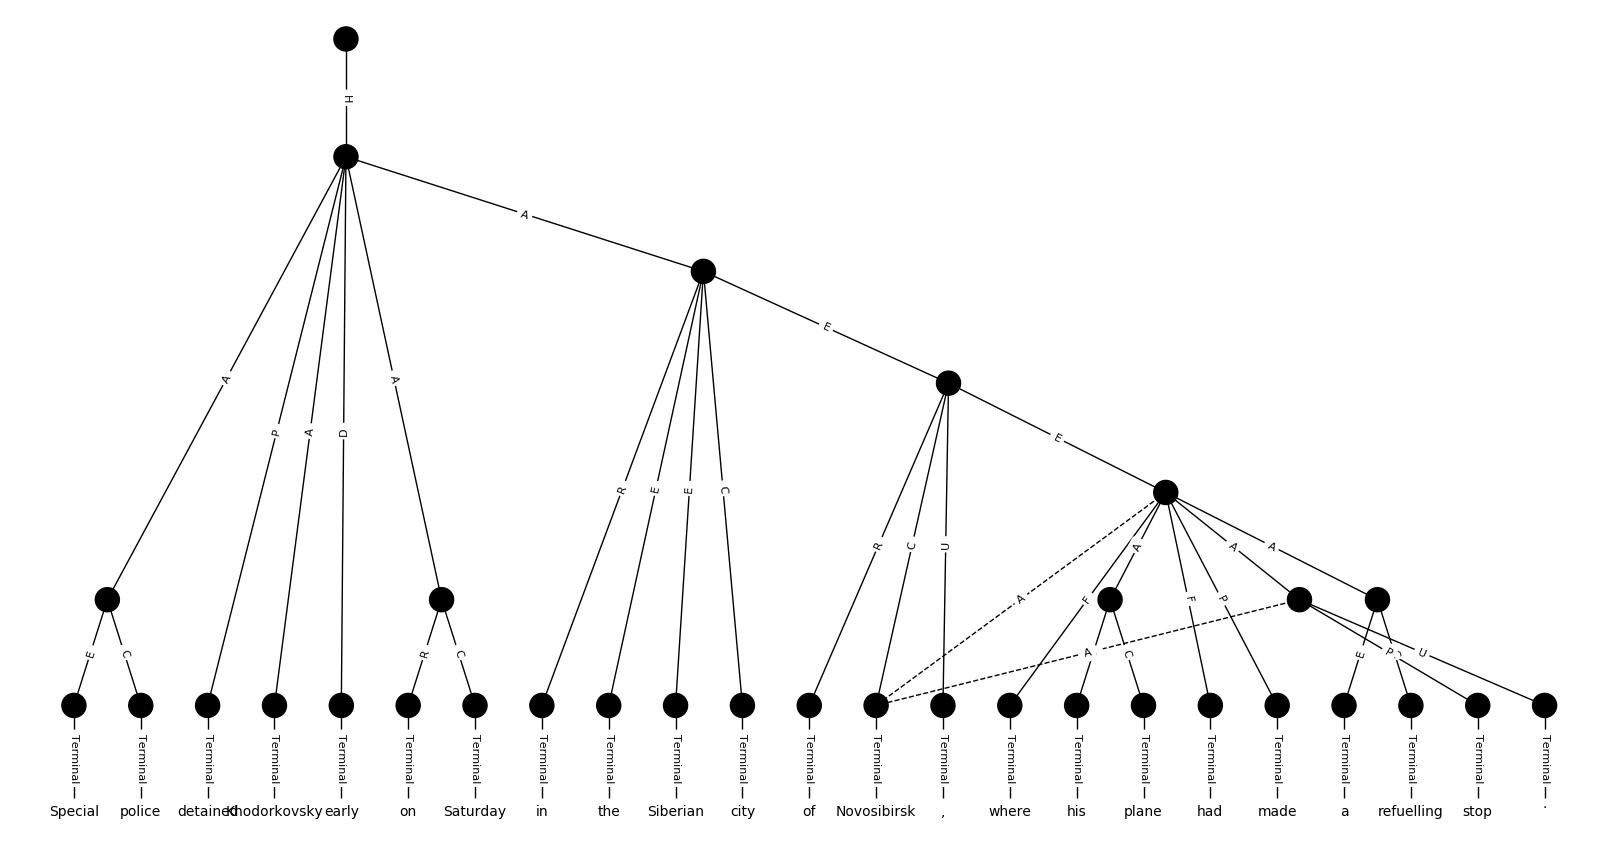 H
A
E
E
A P A D A
R E E C
R C U
A F A F P A A
E C R C A C E P C U
Terminal Terminal Terminal Terminal Terminal Terminal Terminal Terminal Terminal Terminal Terminal Terminal Terminal Terminal Terminal Terminal Terminal Terminal Terminal Terminal Terminal Terminal Terminal
Special police detained Khodorkovsky early on Saturday in the Siberian city of Novosibirsk , where his plane had made a refuelling stop .